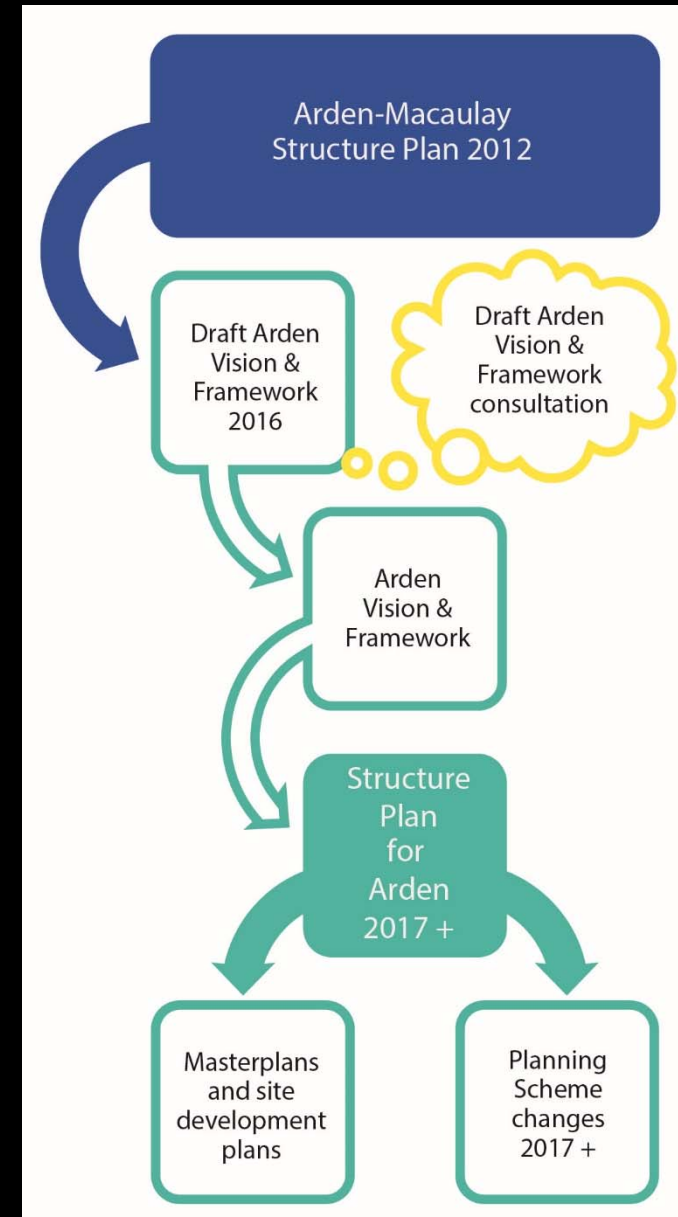 Arden-Macaulay
Structure Plan 2012
Draft Arden
Vision &
Framework
2016
Draft Arden
Vision &
Framework
consultation
Arden
Vision &
Framework
Structure
Plan
for
Arden
2017 +
Masterplans
and site
development
plans
Planning
Scheme
changes
2017 +